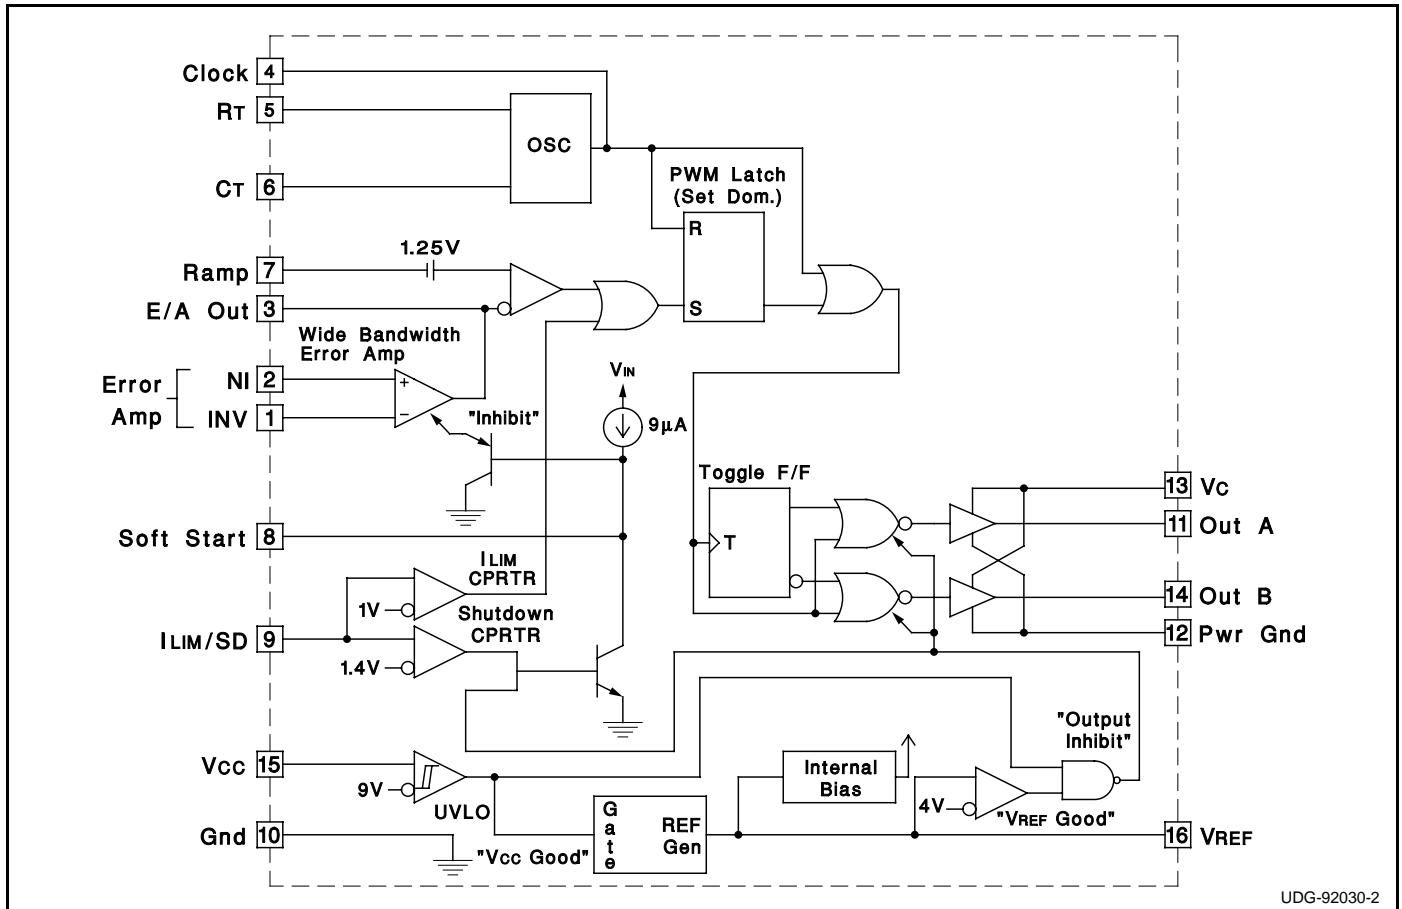 Clock 4
RT 5
OSC
CT 6
PWM Latch
(Set Dom.)
R
S
1.25V
Ramp 7
E/A Out 3
Wide Bandwidth
Error Amp
Error
Amp
NI 2
INV 1
+
−
"Inhibit"
VIN
9µA
Soft Start 8
Toggle F/F
T
13 VC
11 Out A
14 Out B
12 Pwr Gnd
ILIM
CPRTR
1V
Shutdown
CPRTR
ILIM/SD 9
1.4V
"Output
Inhibit"
VCC 15
9V
UVLO
Internal
Bias
4V
"VREF Good"
Gate
REF
Gen
"VCC Good"
Gnd 10
16 VREF
UDG-92030-2